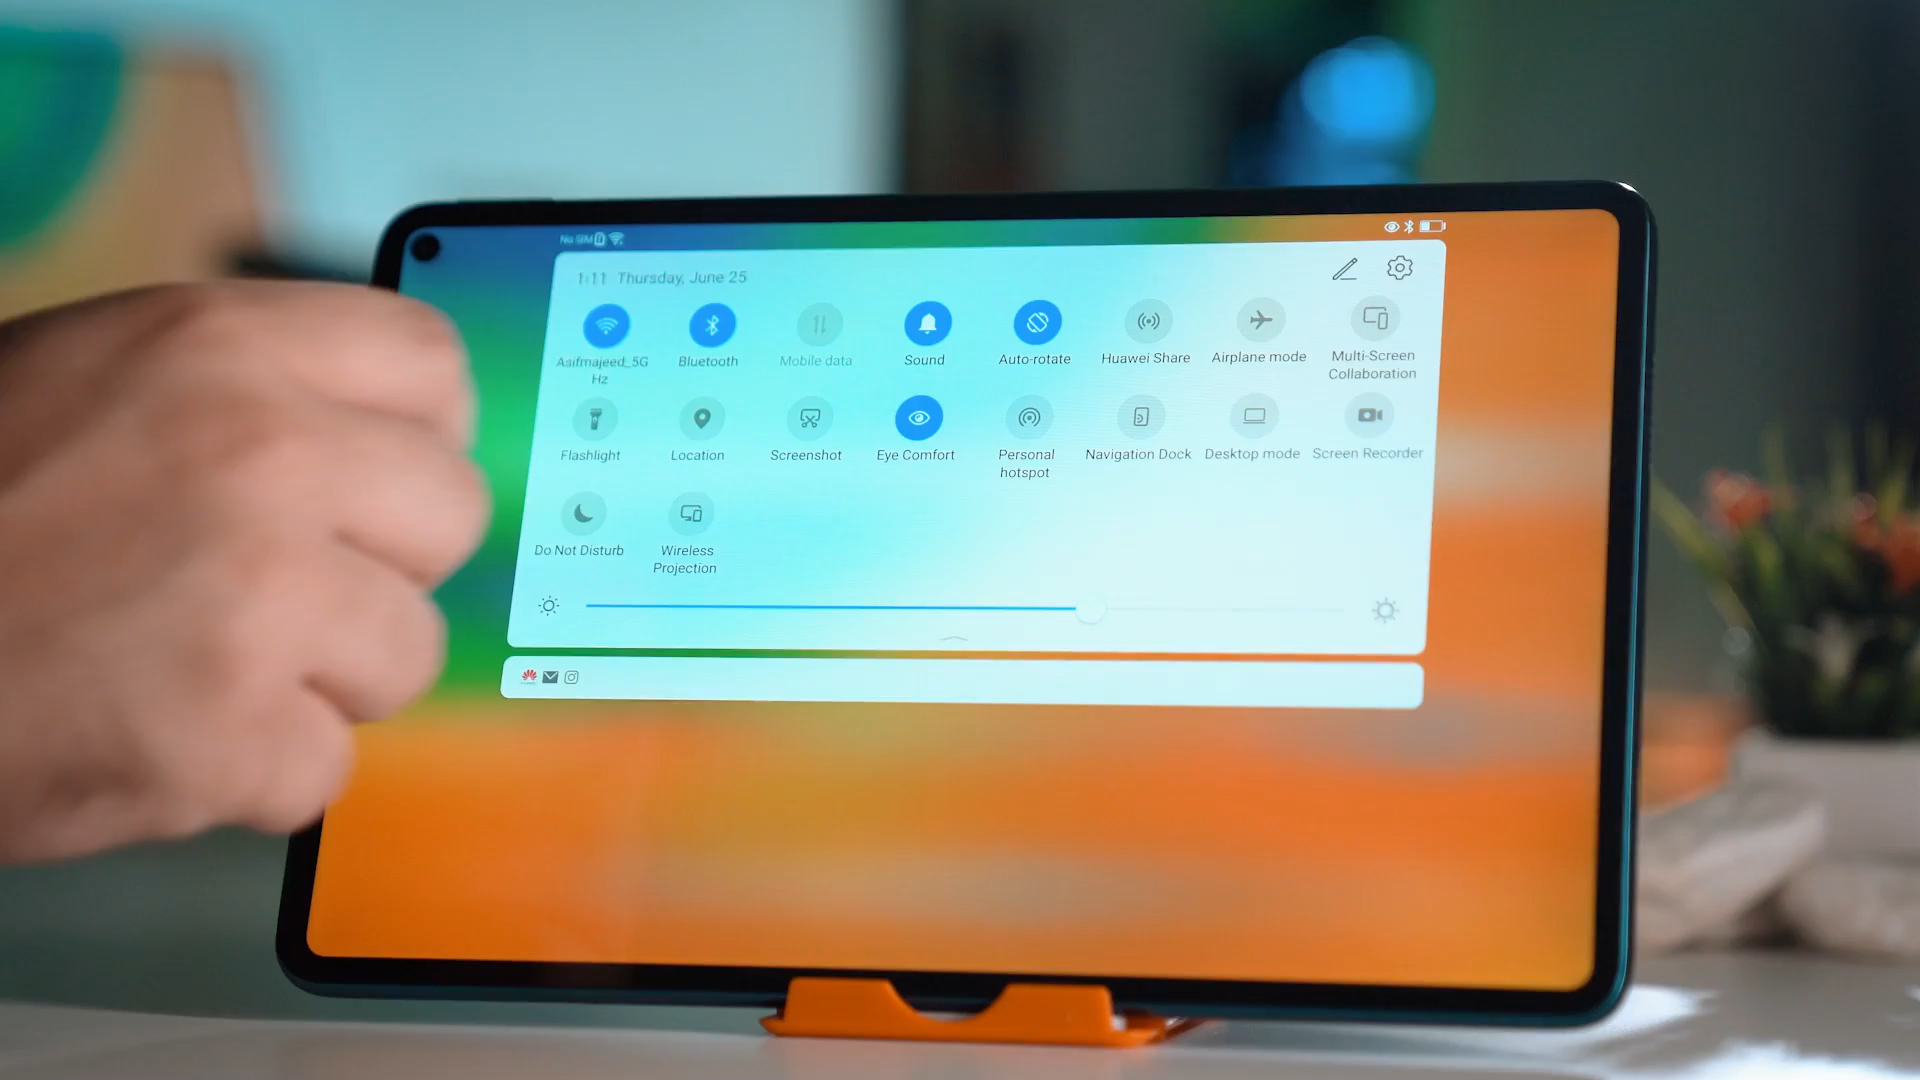 No SIM
1:11 Thursday, June 25
Asifmajeed_5G
Hz
Bluetooth
Mobile data
Sound
Auto-rotate
Huawei Share
Airplane mode
Multi-Screen
Collaboration
Flashlight
Location
Screenshot
Eye Comfort
Personal
hotspot
Navigation Dock
Desktop mode
Screen Recorder
Do Not Disturb
Wireless
Projection